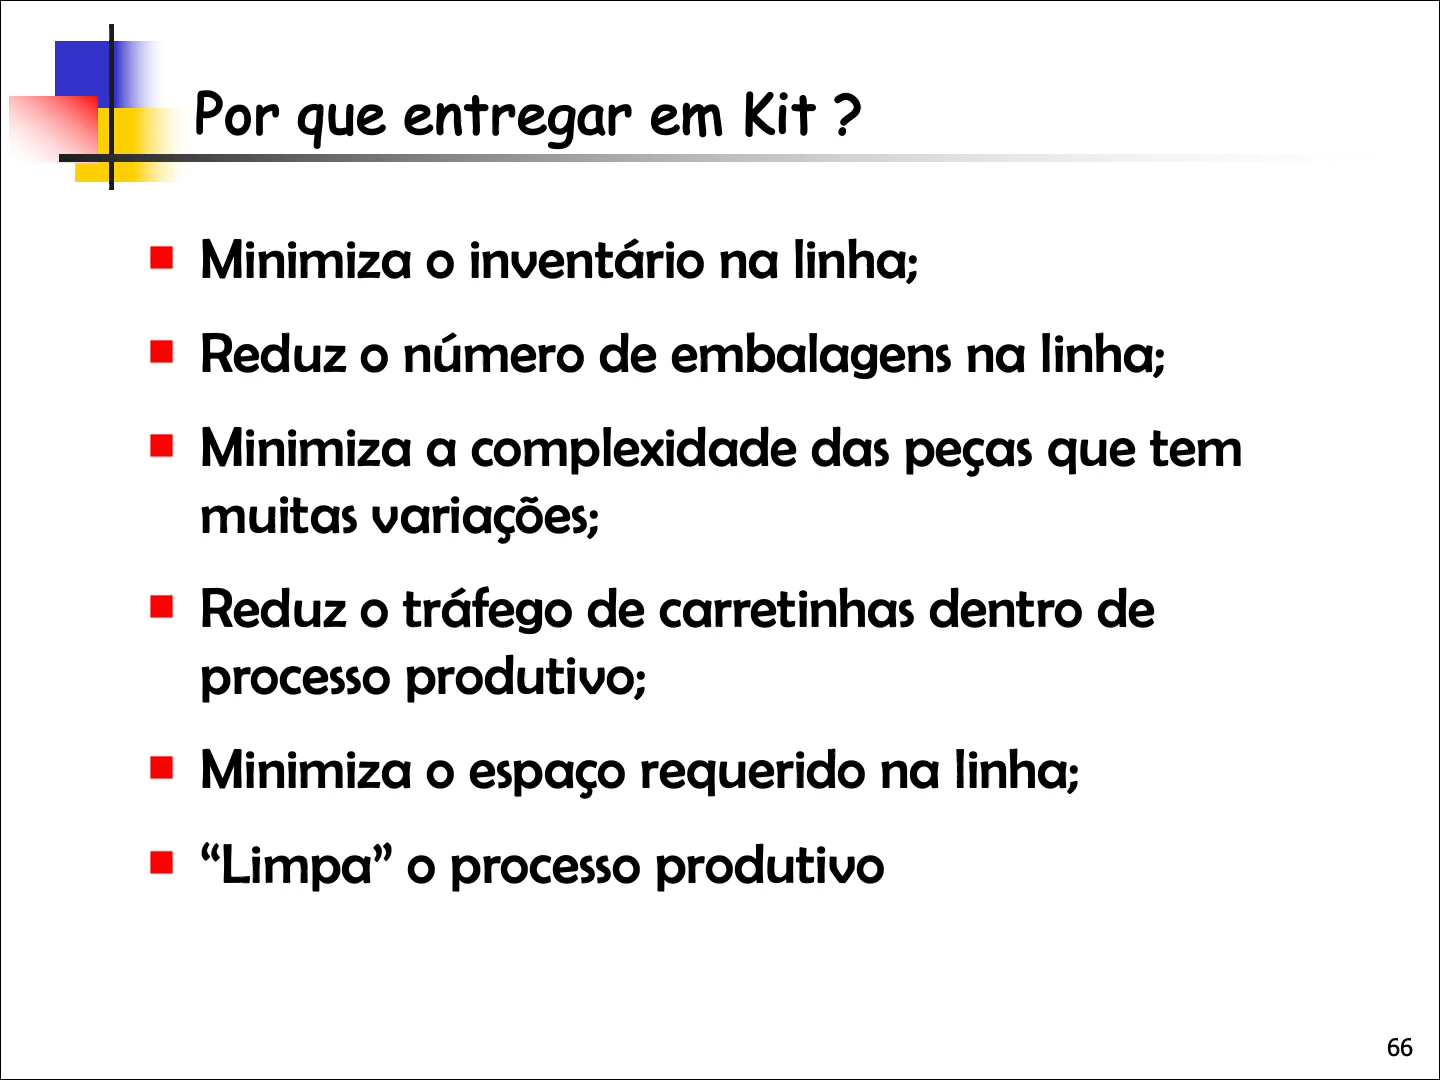 Por que entregar em Kit ?
Minimiza o inventário na linha;
Reduz o número de embalagens na linha;
Minimiza a complexidade das peças que tem
muitas variações;
Reduz o tráfego de carretinhas dentro de
processo produtivo;
Minimiza o espaço requerido na linha;
“Limpa” o processo produtivo
66